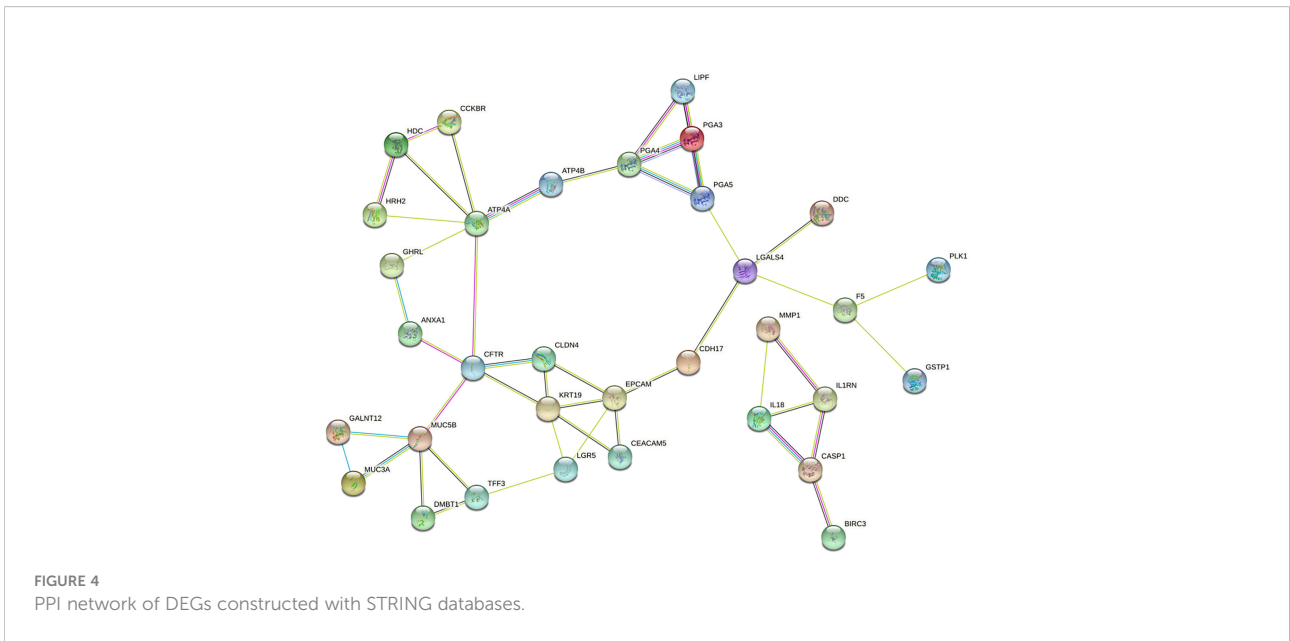 LIPF
CCKBR
HDC
PGA3
PGA4
ATP4B
PGA5
HRH2
DDC
ATP4A
GHRL
LGALS4
PLK1
F5
ANXA1
MMP1
CLDN4
CDH17
CFTR
GSTP1
EPCAM
IL1RN
KRT19
IL18
GALNT12
MUC5B
CEACAM5
CASP1
LGR5
MUC3A
TFF3
DMBT1
BIRC3
FIGURE 4
PPI network of DEGs constructed with STRING databases.